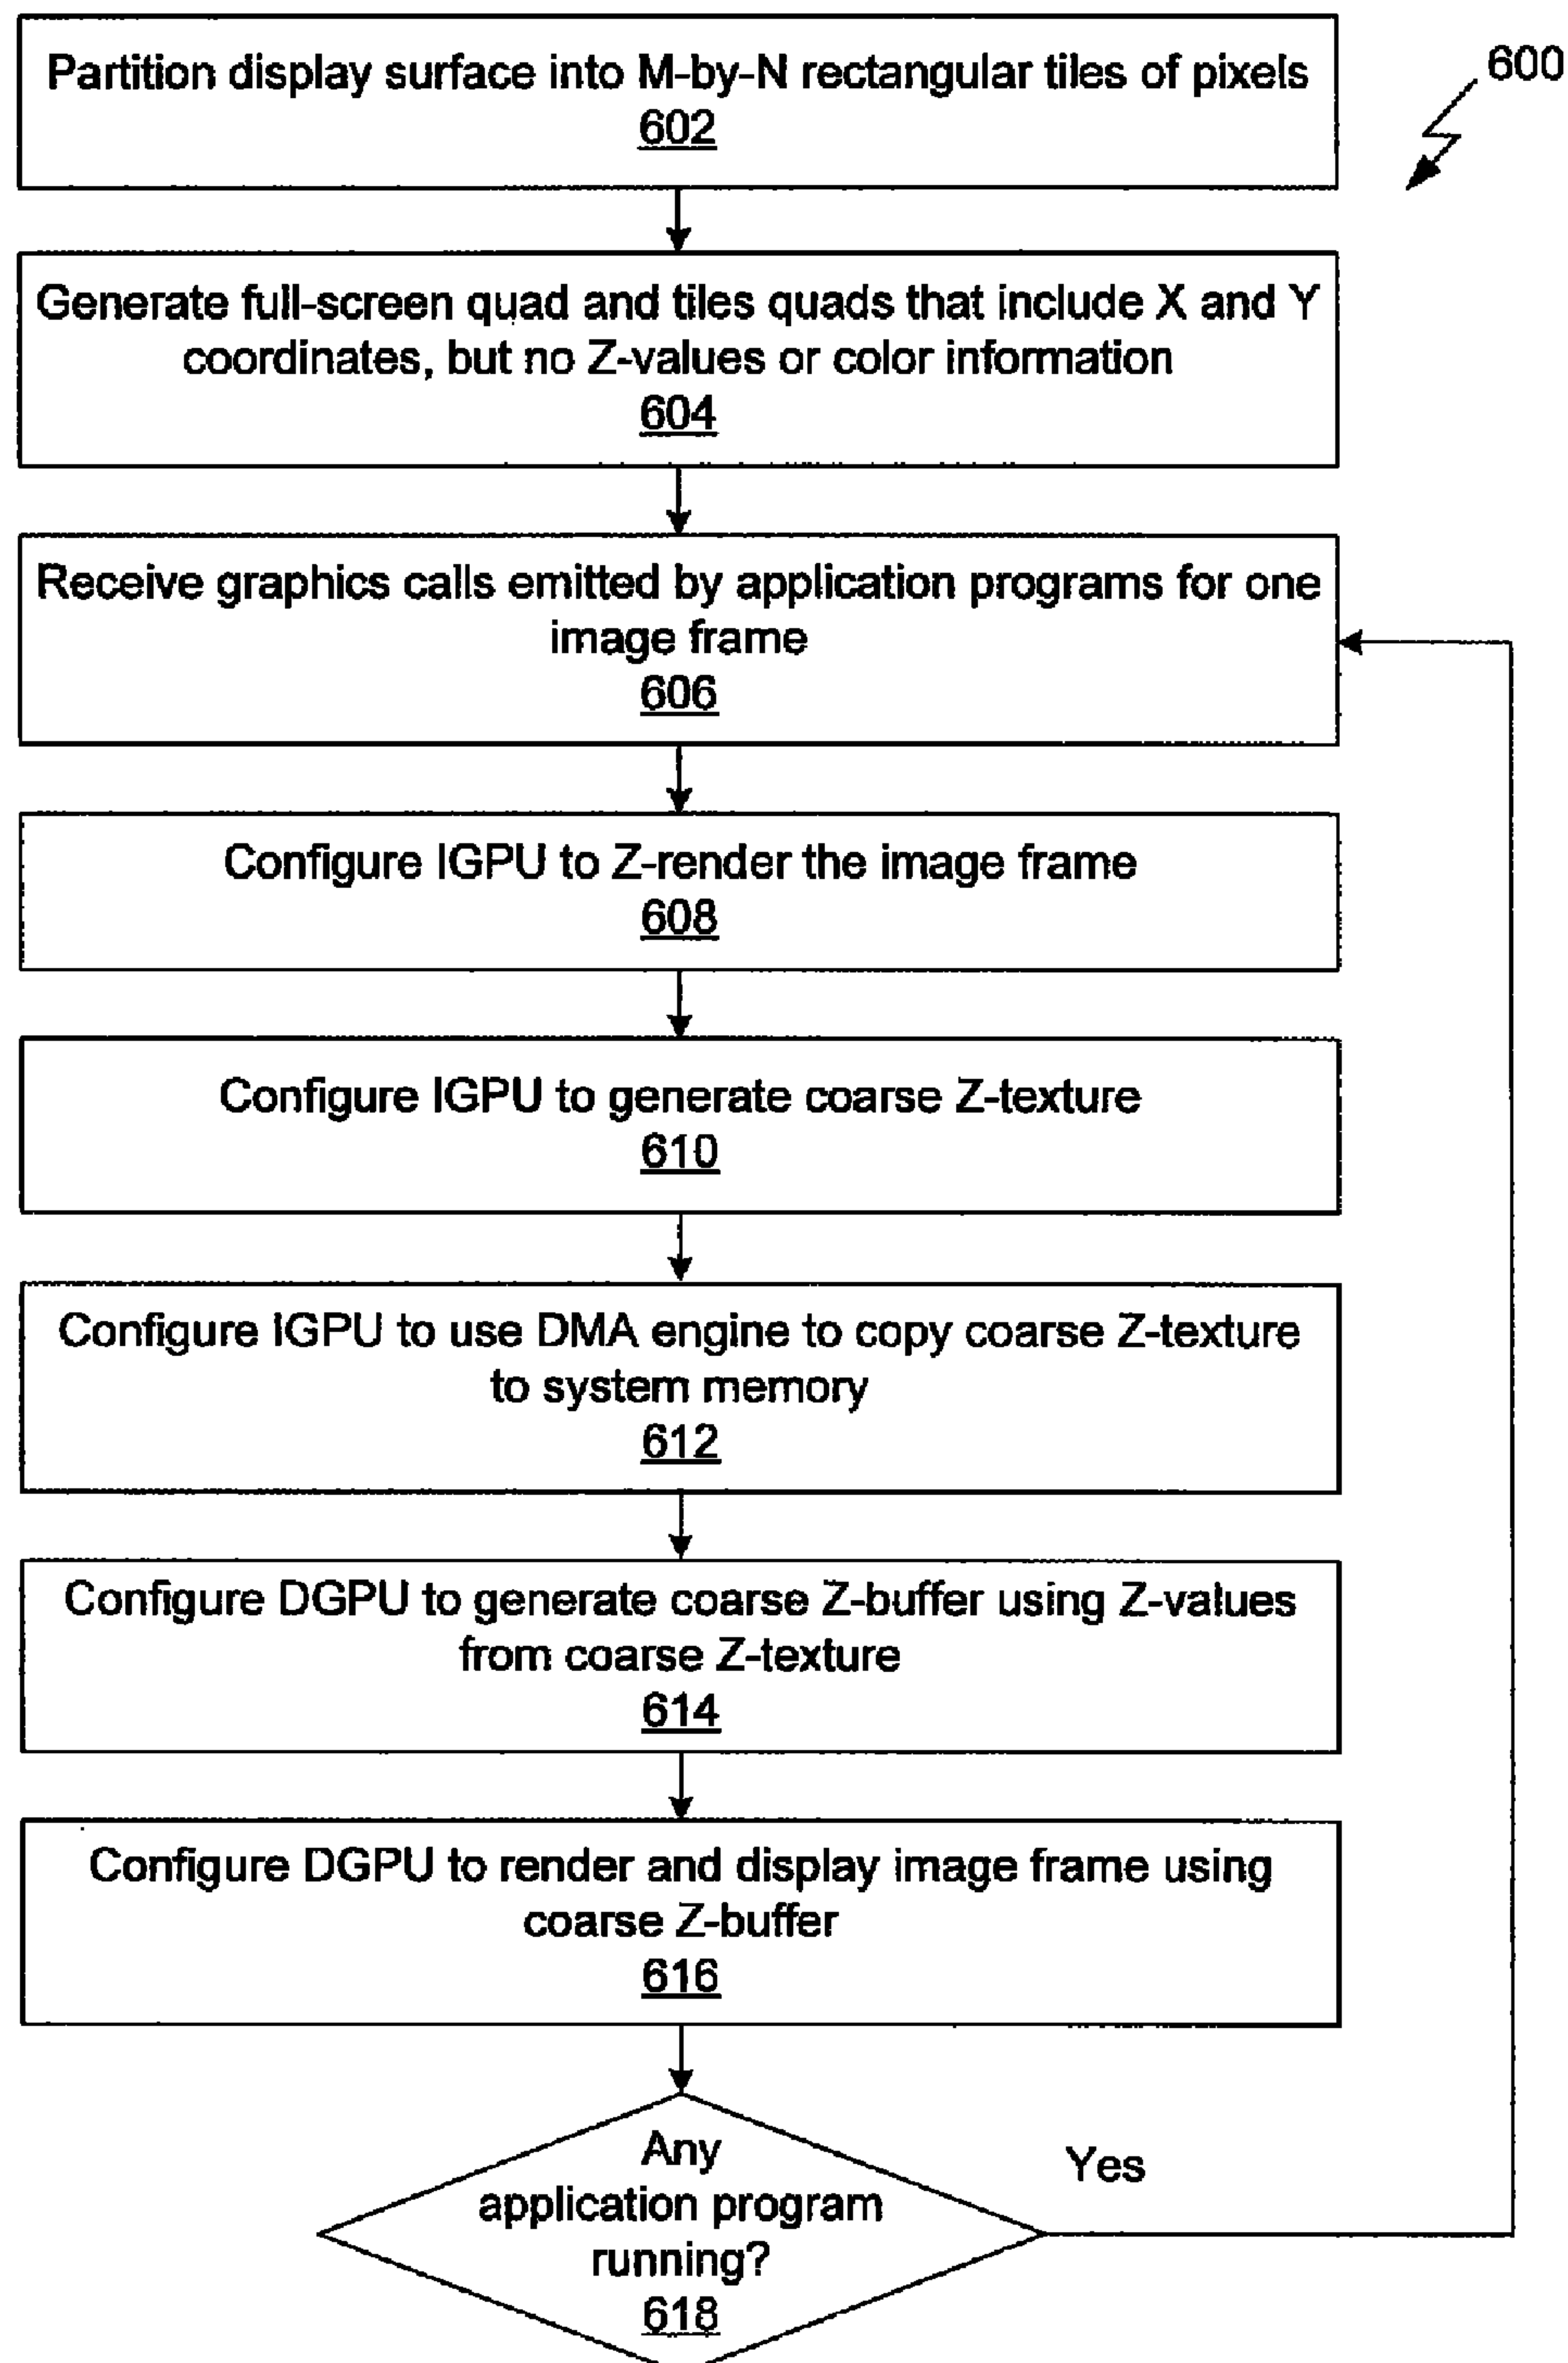 Partition display surface into M-by-N rectangular tiles of pixels
602
600
Generate full-screen quad and tiles quads that include X and Y
coordinates, but no Z-values or color information
604
Receive graphics calls emitted by application programs for one
image frame
606
Configure IGPU to Z-render the image frame
608
Configure IGPU to generate coarse Z-texture
610
Configure IGPU to use DMA engine to copy coarse Z-texture
to system memory
612
Configure DGPU to generate coarse Z-buffer using Z-values
from coarse Z-texture
614
Configure DGPU to render and display image frame using
coarse Z-buffer
616
Any
application program
running?
618
Yes